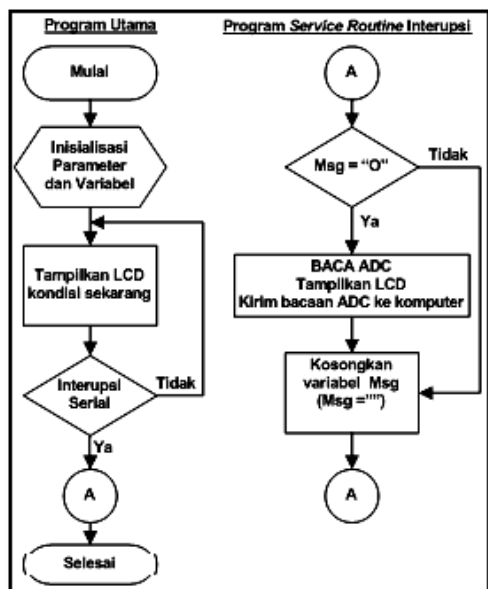 Program Utama
Mulai
Inisialisasi
Parameter
dan Variabel
Tampilkan LCD
kondisi sekarang
Interupsi
Serial
Tidak
Ya
A
Selesai
Program Service Routine Interupsi
A
Msg = "O"
Tidak
Ya
BACA ADC
Tampilkan LCD
Kirim bacaan ADC ke komputer
Kosongkan
variabel Msg
(Msg ="")
A